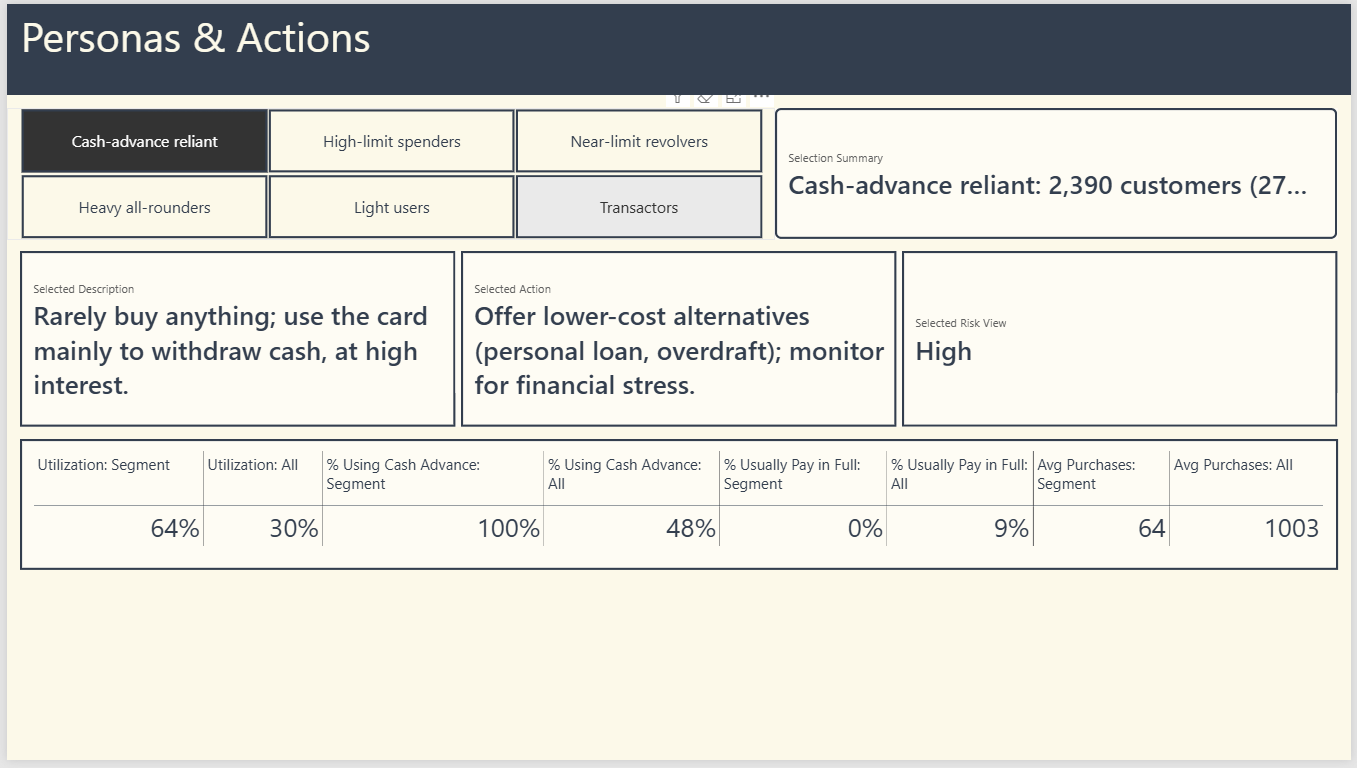 Personas & Actions
Cash-advance reliant
High-limit spenders
Near-limit revolvers
Heavy all-rounders
Light users
Transactors
Selection Summary
Cash-advance reliant: 2,390 customers (27...
Selected Description
Rarely buy anything; use the card
mainly to withdraw cash, at high
interest.
Selected Action
Offer lower-cost alternatives
(personal loan, overdraft); monitor
for financial stress.
Selected Risk View
High
Utilization: Segment
Utilization: All
% Using Cash Advance:
Segment
% Using Cash Advance:
All
% Usually Pay in Full:
Segment
% Usually Pay in Full:
All
Avg Purchases:
Segment
Avg Purchases: All
64%
30%
100%
48%
0%
9%
64
1003